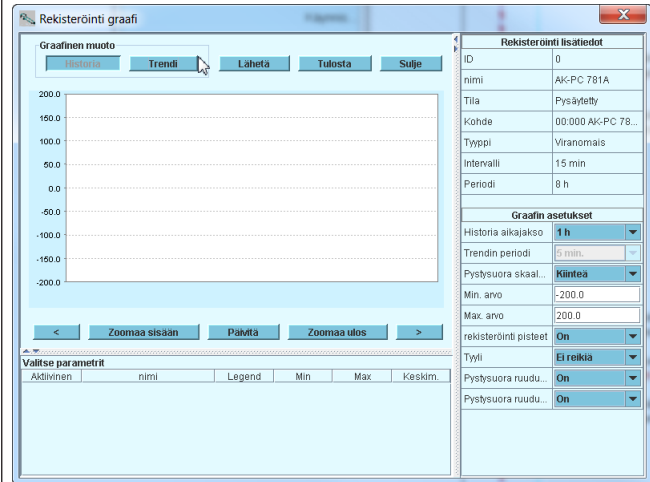 Rekisteröinti graafi
Graafinen muoto
Historia Trendi Lähetä Tulosta Sulje
200.0
150.0
100.0
50.0
0.0
-50.0
-100.0
-150.0
-200.0
< Zoomaa sisään Päivitä Zoomaa ulos >
Valitse parametrit
Aktiivinen nimi Legend Min Max Keskim.
Rekisteröinti lisätiedot
ID 0
nimi AK-PC 781A
Tila Pysäytetty
Kohde 00:000 AK-PC 78...
Tyyppi Viranomais
Intervalli 15 min
Periodi 8 h
Graafin asetukset
Historia aikajakso 1 h
Trendin periodi 5 min.
Pystysuora skaal... Kiinteä
Min. arvo -200.0
Max. arvo 200.0
rekisteröinti pisteet On
Tyyli Ei reikiä
Pystysuora ruudu... On
Pystysuora ruudu... On